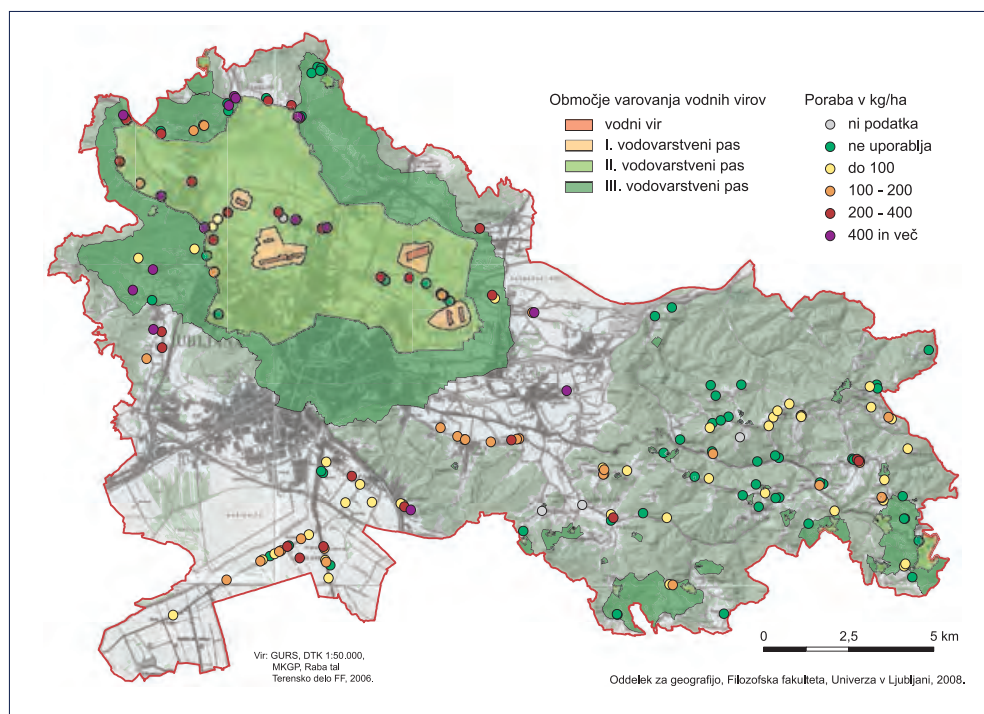 Območje varovanja vodnih virov
vodni vir
I. vodovarstveni pas
II. vodovarstveni pas
III. vodovarstveni pas
Poraba v kg/ha
ni podatka
ne uporablja
do 100
100 - 200
200 - 400
400 in več
0 2,5 5 km
Vir: GURS, DTK 1:50.000,
MKGP, Raba tal
Terensko delo FF, 2006.
Oddelek za geografijo, Filozofska fakulteta, Univerza v Ljubljani, 2008.